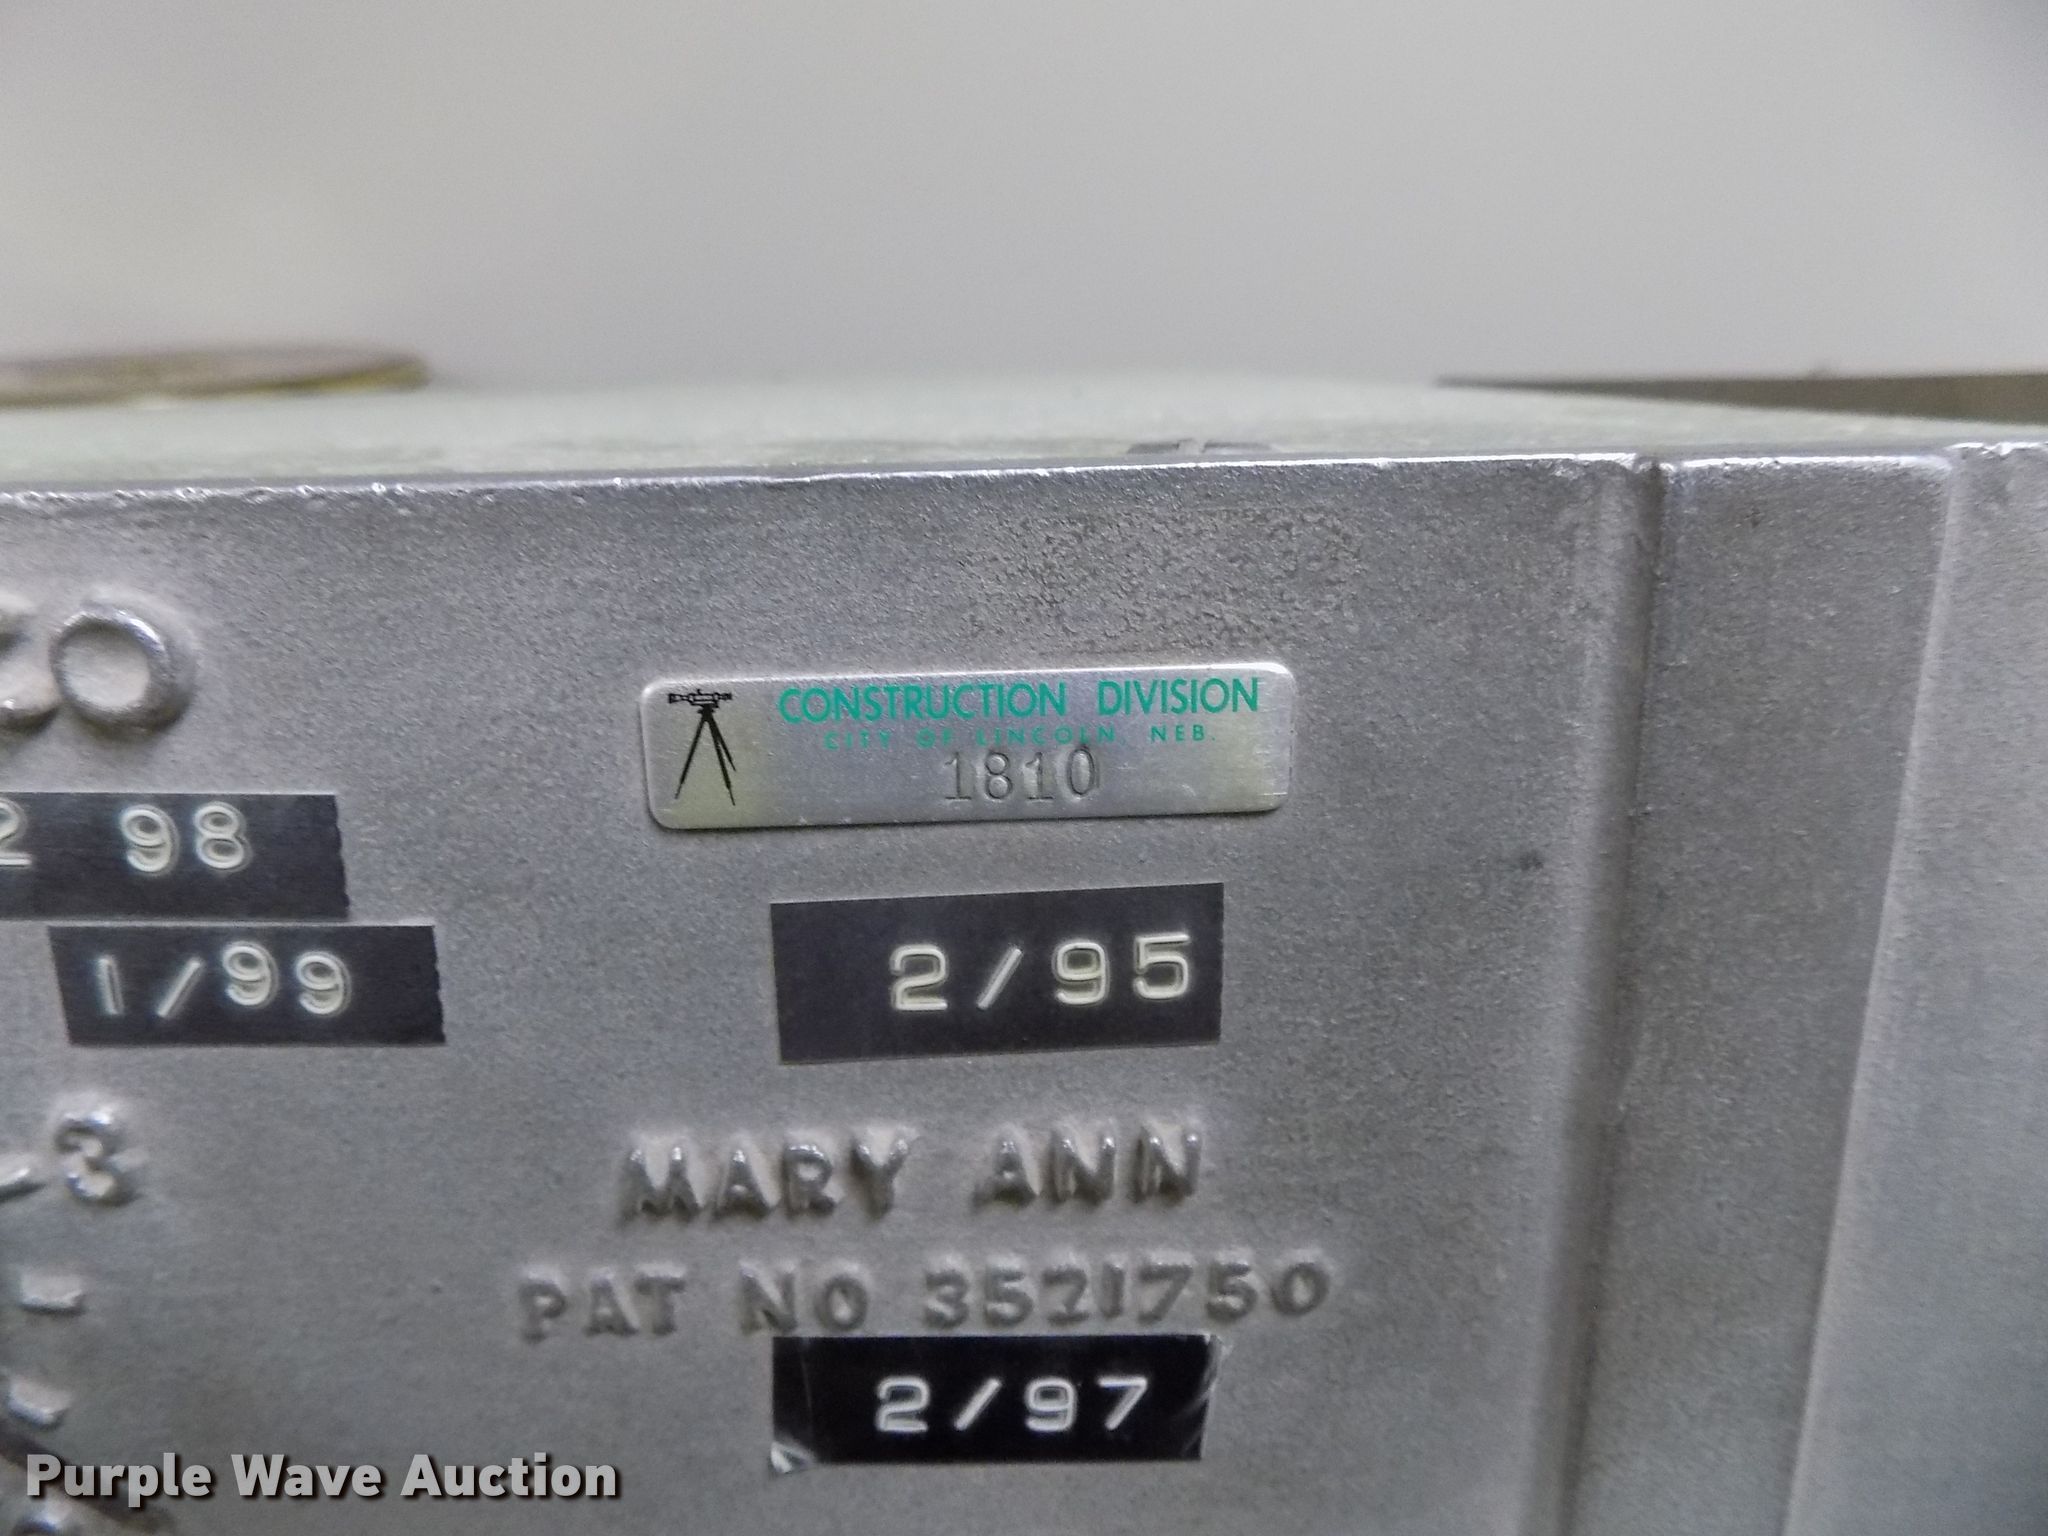 CONSTRUCTION DIVISION
CITY OF LINCOLN, NEB.
1810
2 98
1/99
2/95
3
MARY ANN
PAT NO 3521750
2/97
Purple Wave Auction